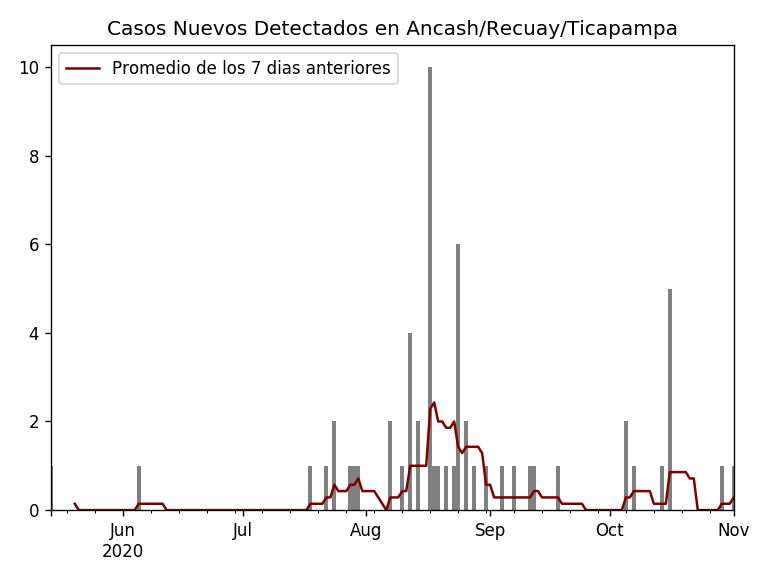 Casos Nuevos Detectados en Ancash/Recuay/Ticapampa
Promedio de los 7 dias anteriores
10
8
6
4
2
0
Jun Jul Aug Sep Oct Nov
2020